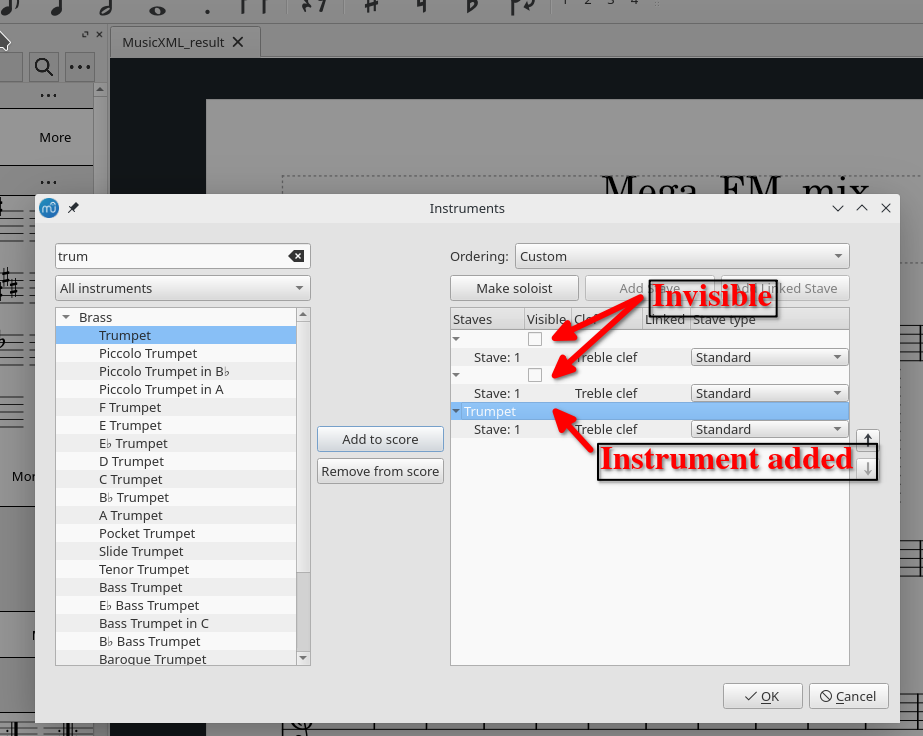 1 2 3 4
MusicXML_result
More
Mega_FM_mix
Instruments
trum
Ordering: Custom
All instruments
Make soloist
Add Stave
Linked Stave
Invisible
Staves Visible Clef Linked Stave type
Brass
Trumpet
Piccolo Trumpet
Piccolo Trumpet in B♭
Piccolo Trumpet in A
F Trumpet
E Trumpet
E♭ Trumpet
D Trumpet
C Trumpet
B♭ Trumpet
A Trumpet
Pocket Trumpet
Slide Trumpet
Tenor Trumpet
Bass Trumpet
E♭ Bass Trumpet
Bass Trumpet in C
B♭ Bass Trumpet
Baroque Trumpet
Add to score
Remove from score
Stave: 1 Treble clef Standard
Stave: 1 Treble clef Standard
Trumpet
Stave: 1 Treble clef Standard
Instrument added
Mor
OK
Cancel